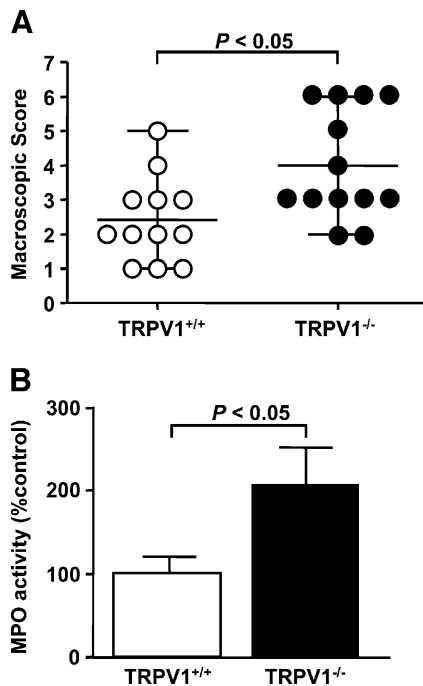 A
P < 0.05
Macroscopic Score
7
6
5
4
3
2
1
0
TRPV1+/+
TRPV1-/-
B
P < 0.05
MPO activity (%control)
300
200
100
0
TRPV1+/+
TRPV1-/-